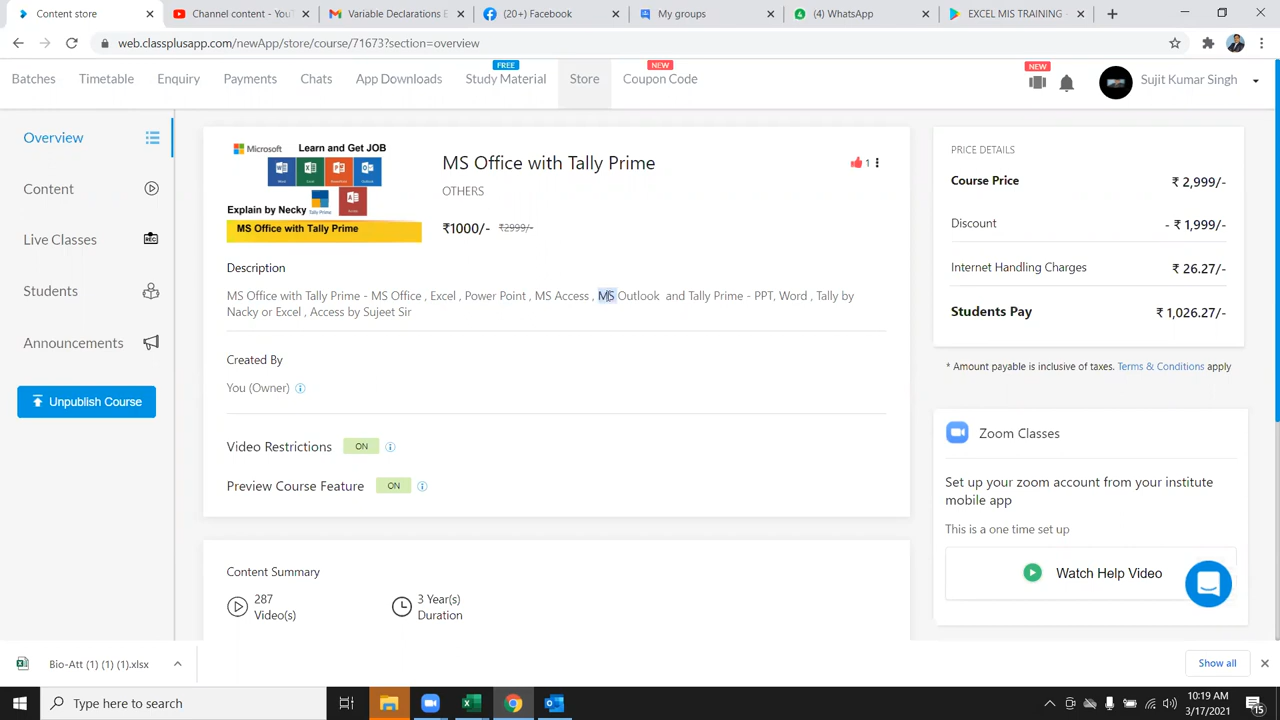 Content store
Channel content - YouT
Variable Declarations E
(20+) Facebook
My groups
(4) WhatsApp
EXCEL MIS TRAINING -
web.classplusapp.com/newApp/store/course/71673?section=overview
Batches
Timetable
Enquiry
Payments
Chats
App Downloads
FREE
Study Material
Store
NEW
Coupon Code
NEW
Sujit Kumar Singh
Overview
Content
Live Classes
REC
Students
Announcements
Unpublish Course
Microsoft Learn and Get JOB
Explain by Necky
Tally Prime
MS Office with Tally Prime
MS Office with Tally Prime
OTHERS
₹1000/- ₹2999/-
1
Description
MS Office with Tally Prime - MS Office , Excel , Power Point , MS Access , MS Outlook and Tally Prime - PPT, Word , Tally by
Nacky or Excel , Access by Sujeet Sir
Created By
You (Owner)
Video Restrictions ON
Preview Course Feature ON
Content Summary
287
Video(s)
3 Year(s)
Duration
PRICE DETAILS
Course Price ₹ 2,999/-
Discount - ₹ 1,999/-
Internet Handling Charges ₹ 26.27/-
Students Pay ₹ 1,026.27/-
* Amount payable is inclusive of taxes. Terms & Conditions apply
Zoom Classes
Set up your zoom account from your institute
mobile app
This is a one time set up
Watch Help Video
Bio-Att (1) (1) (1).xlsx
Show all
Type here to search
10:19 AM
3/17/2021
15